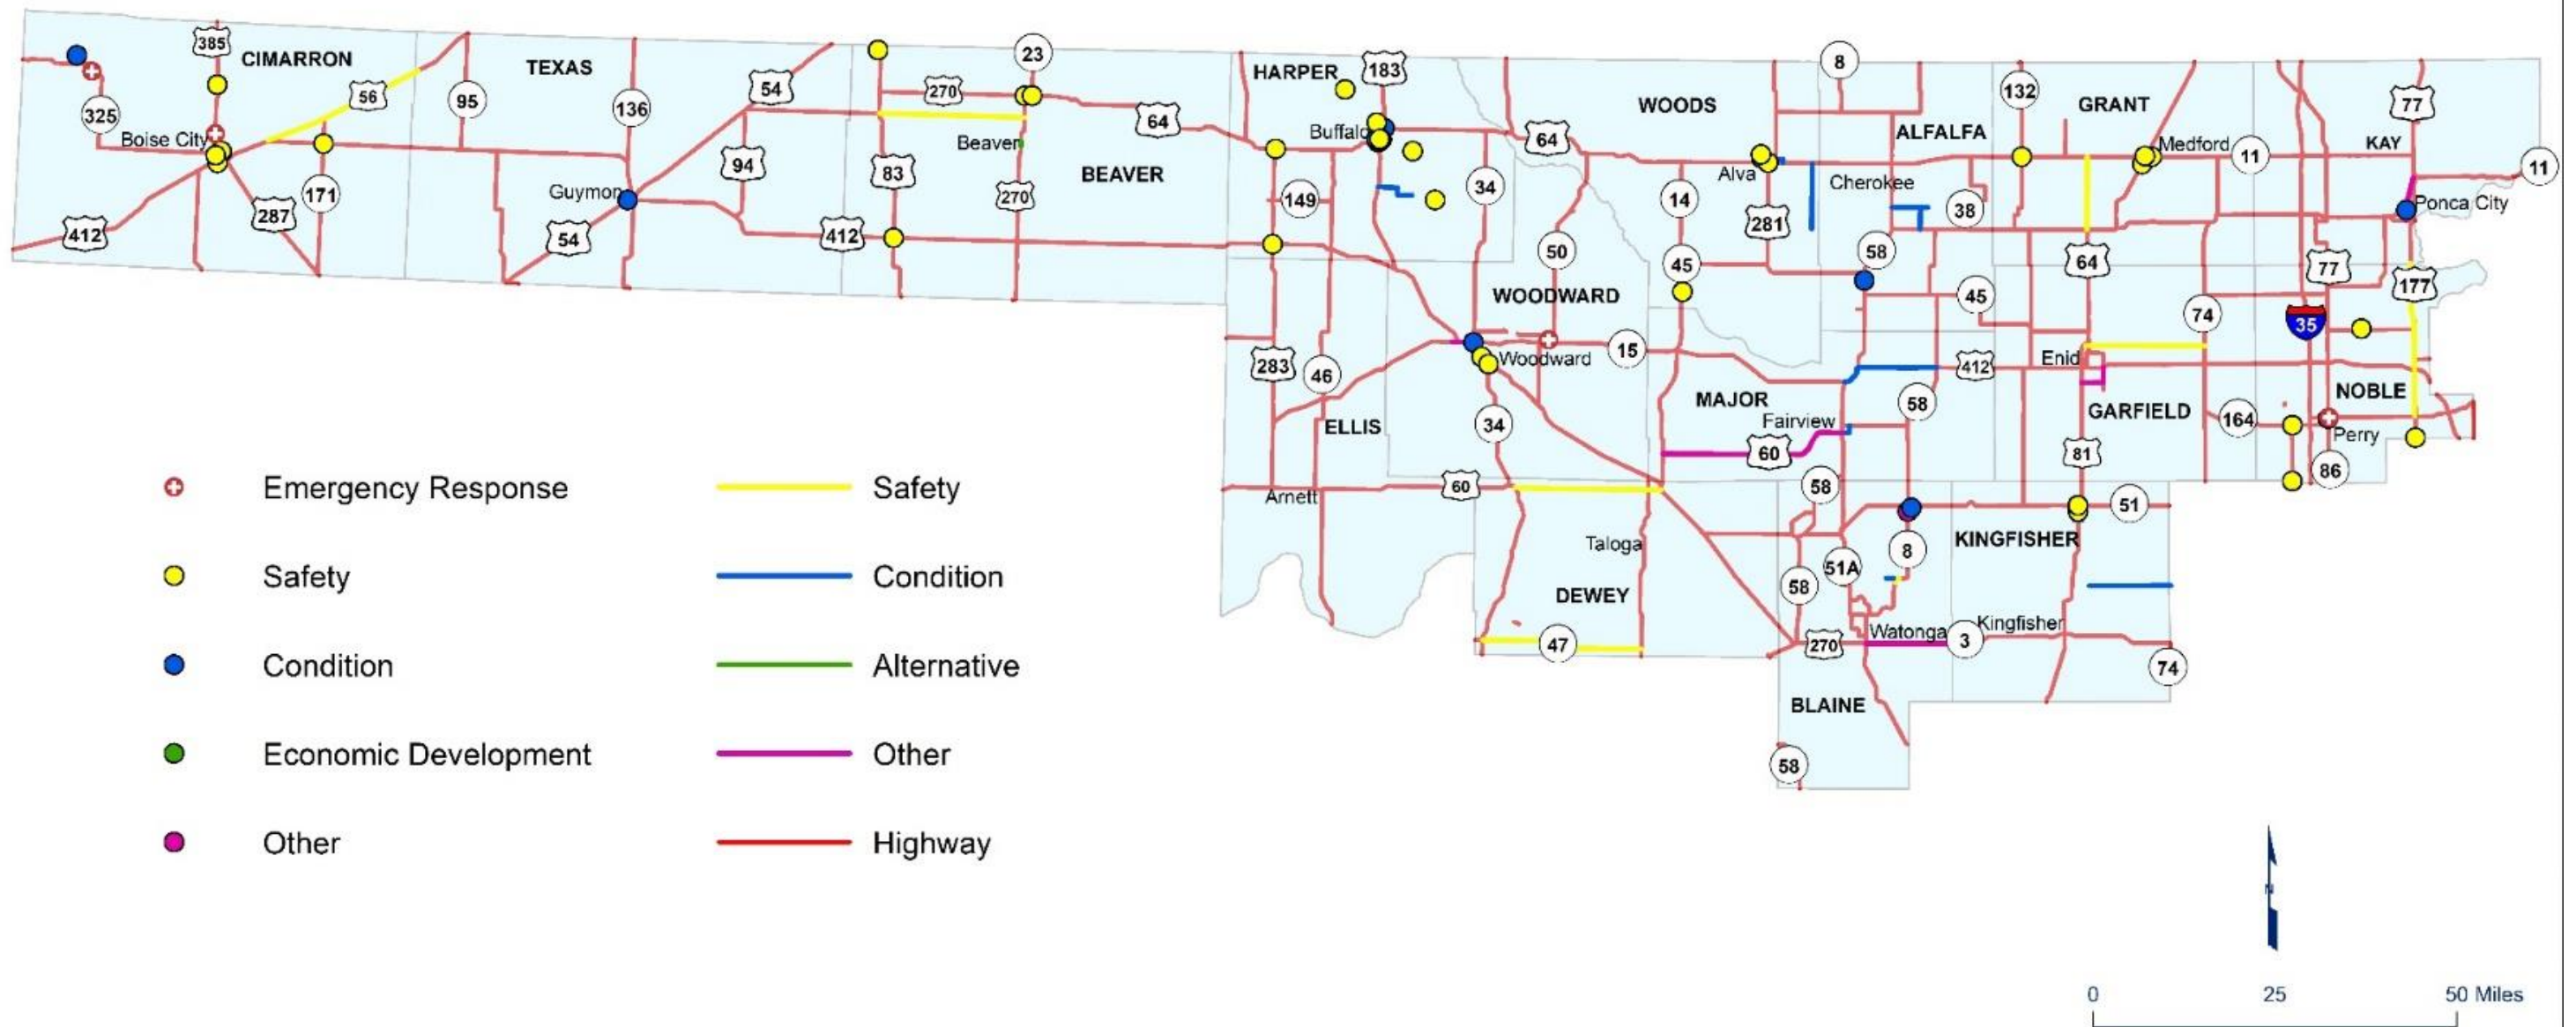 385
CIMARRON
56
325
Boise City
412
287
171
95
TEXAS
136
Guymon
54
54
94
412
83
270
23
Beaven
270
64
BEAVER
HARPER
183
Buffalo
149
34
64
50
WOODWARD
283
46
Woodward
15
ELLIS
34
Arnett
60
Taloga
DEWEY
47
WOODS
8
14
Alva
281
45
58
ALFALFA
Cherokee
38
132
GRANT
Medford
11
KAY
77
11
Ponca City
64
77
177
45
74
35
MAJOR
Fairview
60
412
58
Enid
GARFIELD
164
NOBLE
Perry
86
81
58
51
KINGFISHER
8
51A
58
Watonga
3
Kingfisher
270
74
BLAINE
58
Emergency Response
Safety
Condition
Economic Development
Other
Safety
Condition
Alternative
Other
Highway
N
0 25 50 Miles